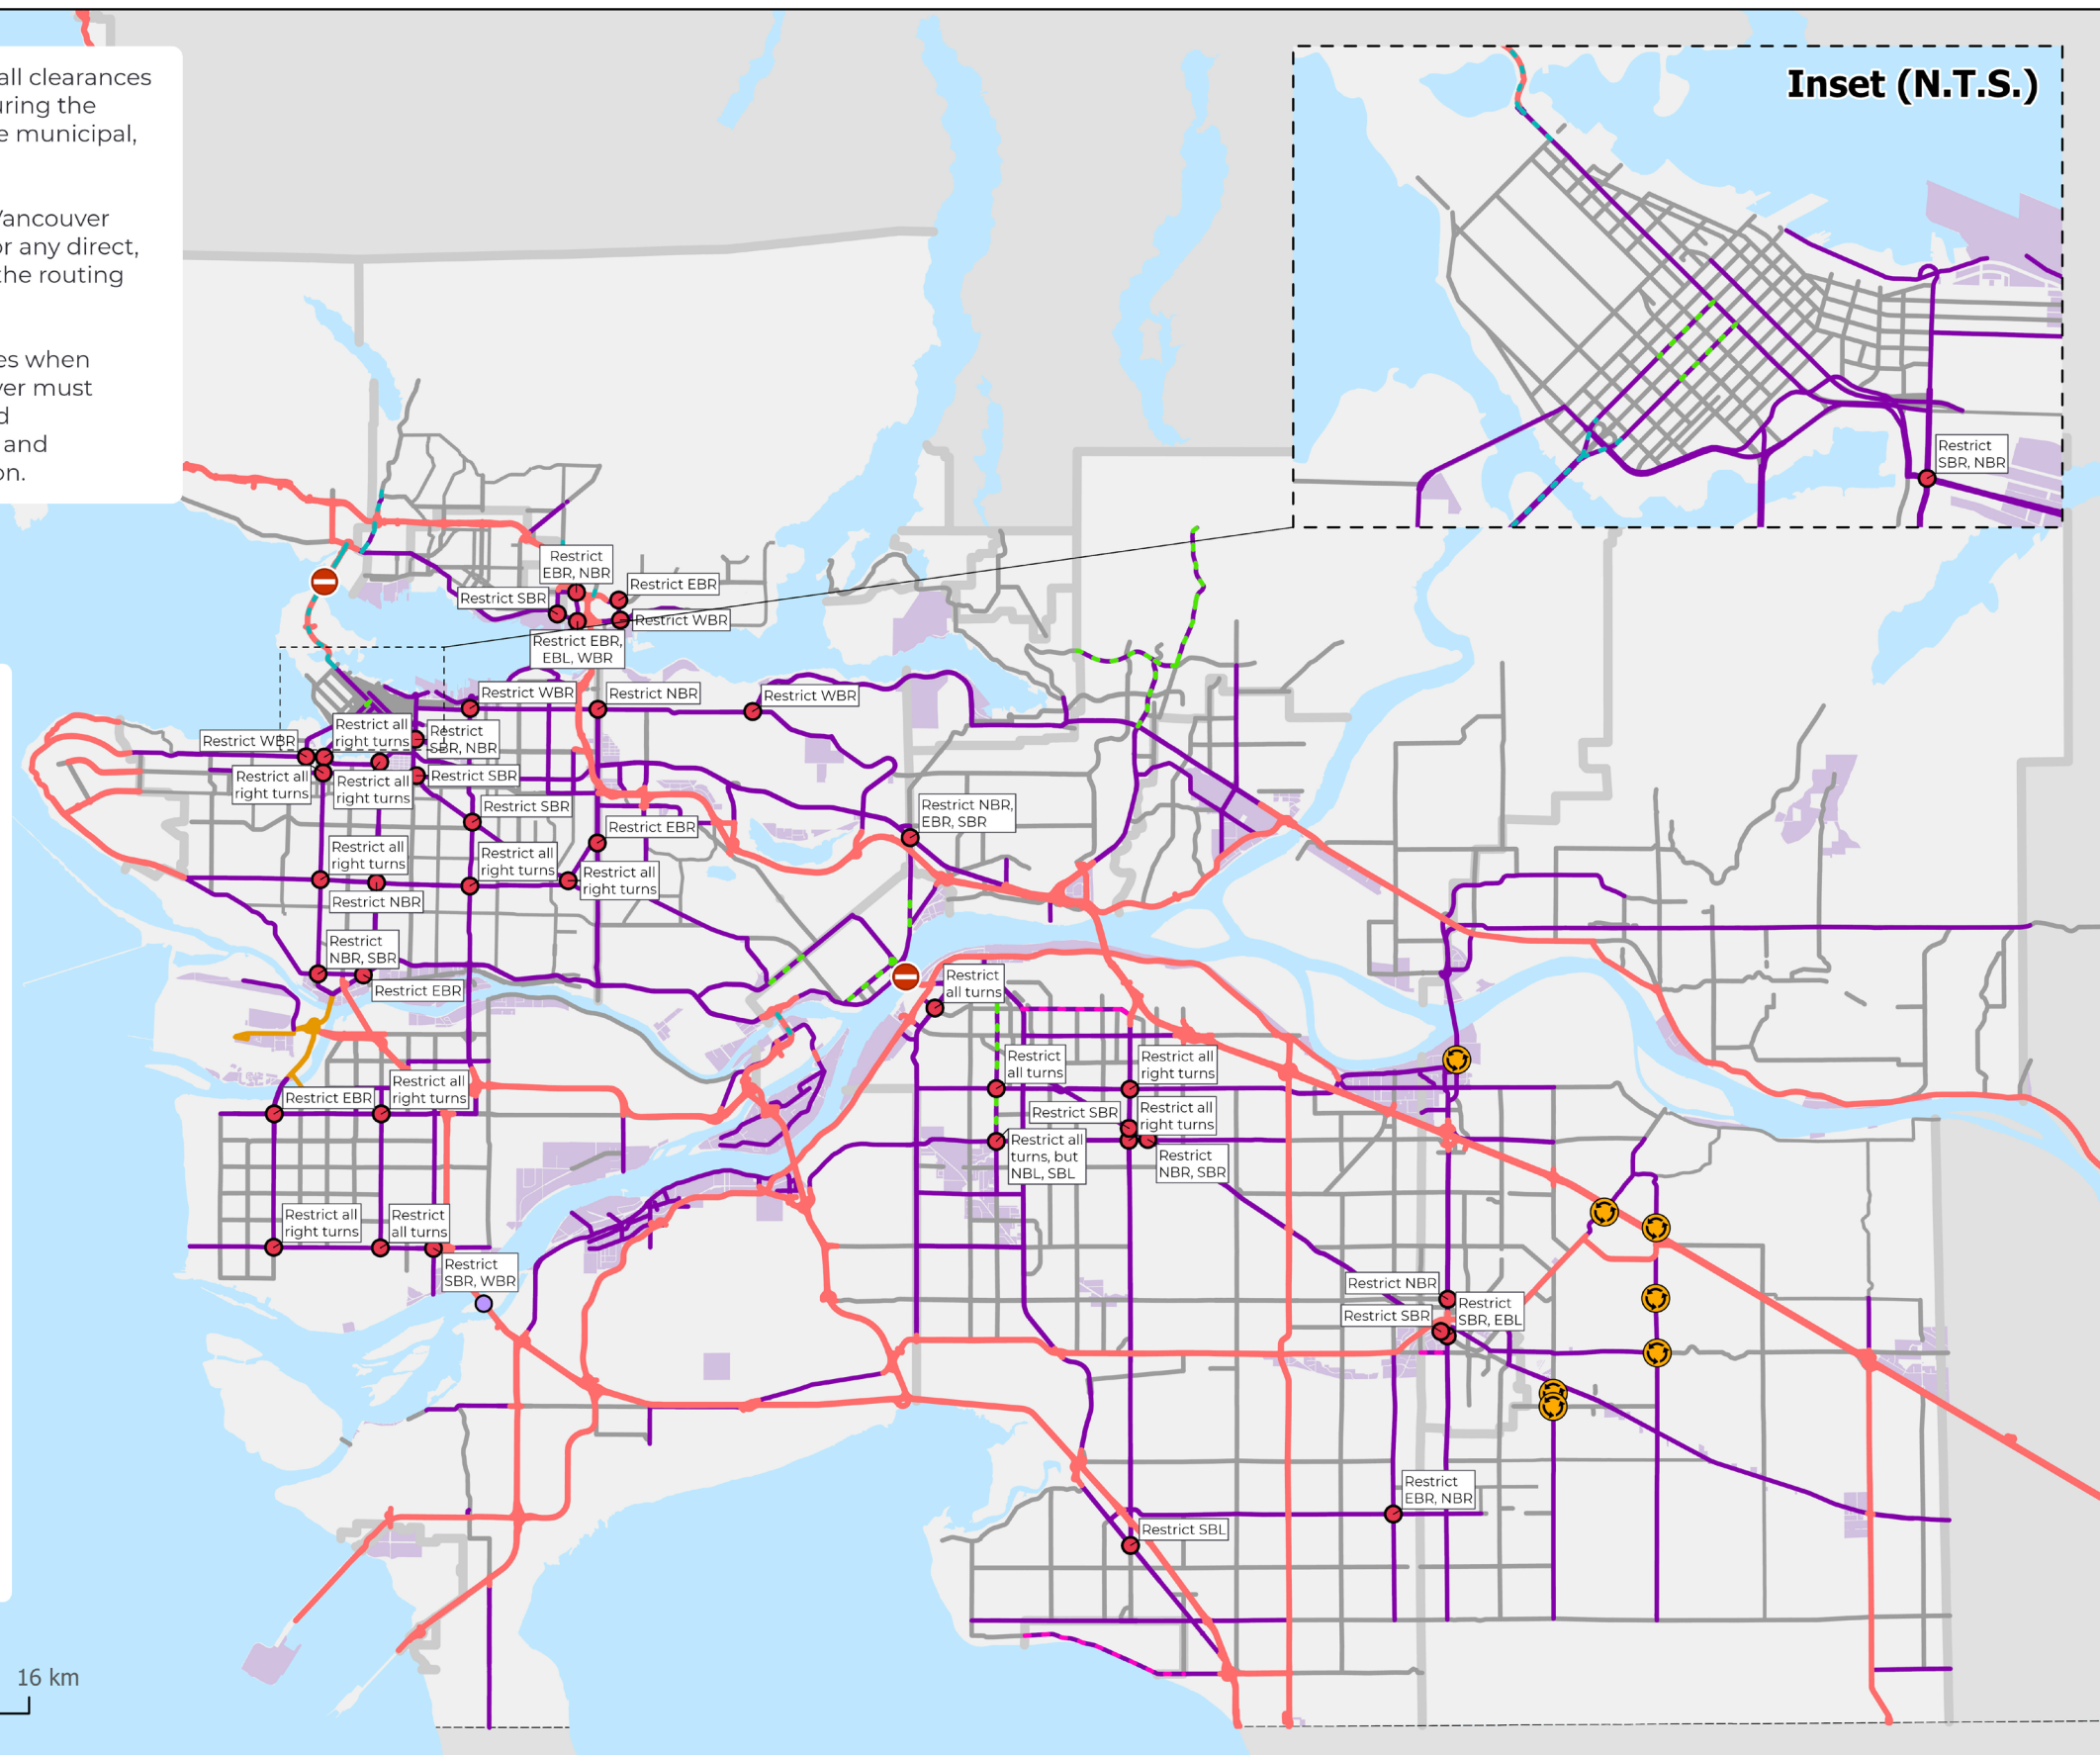 all clearances
uring the
e municipal,
Vancouver
or any direct,
the routing
es when
ver must
d
and
on.
Inset (N.T.S.)
Restrict
SBR, NBR
Restrict
EBR, NBR
Restrict EBR
Restrict SBR
Restrict WBR
Restrict EBR,
EBL, WBR
Restrict WBR
Restrict NBR
Restrict WBR
Restrict all
right turns
Restrict
SBR, NBR
Restrict WBR
Restrict all
right turns
Restrict all
right turns
Restrict SBR
Restrict SBR
Restrict NBR,
EBR, SBR
Restrict EBR
Restrict all
right turns
Restrict all
right turns
Restrict all
right turns
Restrict NBR
Restrict
NBR, SBR
Restrict EBR
Restrict
all turns
Restrict
all turns
Restrict all
right turns
Restrict EBR
Restrict all
right turns
Restrict SBR
Restrict all
right turns
Restrict all
turns, but
NBL, SBL
Restrict
NBR, SBR
Restrict all
right turns
Restrict
all turns
Restrict
SBR, WBR
Restrict NBR
Restrict SBR
Restrict
SBR, EBL
Restrict
EBR, NBR
Restrict SBL
16 km